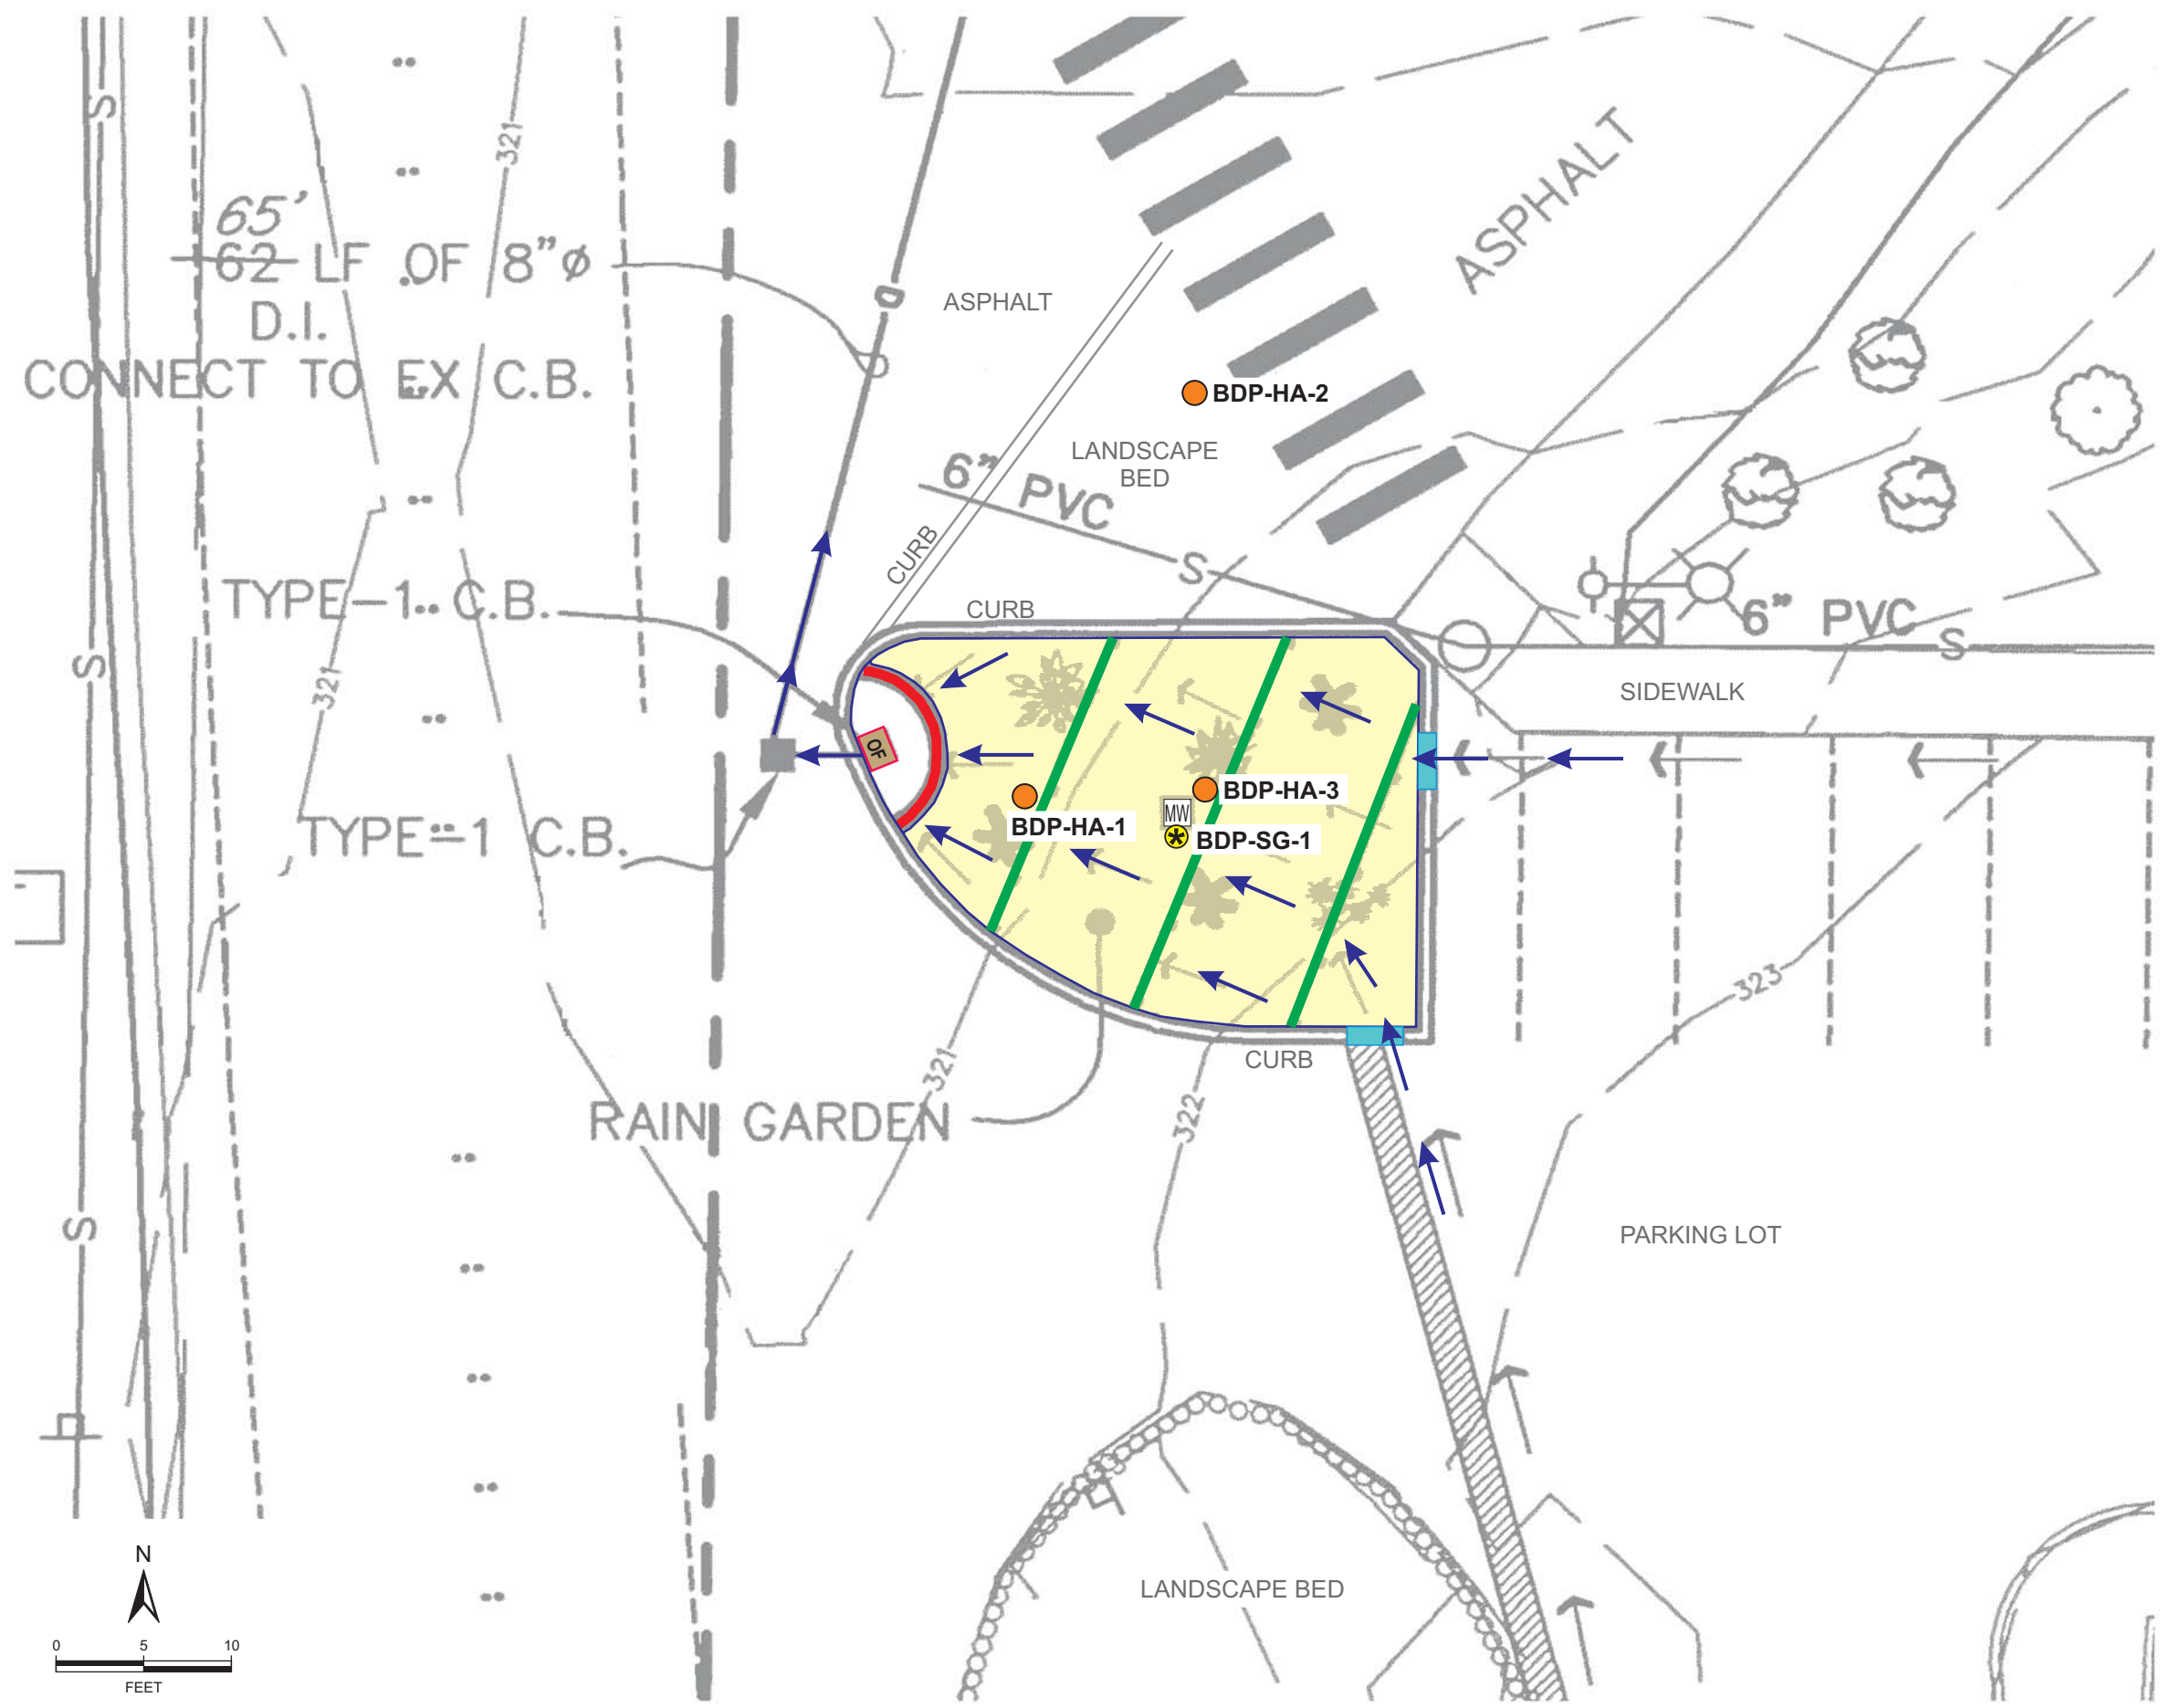 S
321
65'
62 LF OF 8"ø
D.I.
CONNECT TO EX C.B.
D
ASPHALT
ASPHALT
BDP-HA-2
LANDSCAPE
BED
6" PVC
S
CURB
CURB
TYPE-1 C.B.
6" PVC
S
S
321
SIDEWALK
OF
BDP-HA-3
MW
BDP-HA-1
BDP-SG-1
TYPE-1 C.B.
323
CURB
321
322
RAIN GARDEN
S
PARKING LOT
LANDSCAPE BED
N
0 5 10
FEET